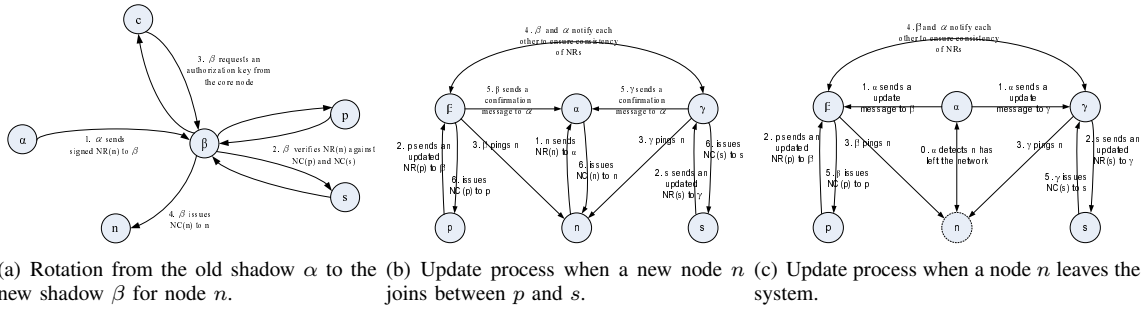 c
3. β requests an
authorization key from
the core node
α
1. α sends
signed NR(n) to β
β
p
2. β verifies NR(n) against
NC(p) and NC(s)
s
4. β issues
NC(n) to n
n
(a) Rotation from the old shadow α to the
new shadow β for node n.
4. β and α notify each
other to ensure consistency
of NRs
β
5. β sends a
confirmation
message to α
α
5. γ sends a
confirmation
message to α
γ
2. p sends an
updated
NR(p) to β
3. β pings n
1. n sends
NR(n) to α
3. γ pings n
6. issues
NC(s) to s
6. issues
NC(p) to p
6. issues
NC(n) to n
2. s sends an
updated
NR(s) to γ
p
n
s
(b) Update process when a new node n
joins between p and s.
4. β and α notify each
other to ensure consistency
of NRs
β
1. α sends a
update
message to β
α
1. α sends a
update
message to γ
γ
2. p sends an
updated
NR(p) to β
3. β pings n
0. α detects n has
left the network
3. γ pings n
2. s sends an
updated
NR(s) to γ
5. β issues
NC(p) to p
5. γ issues
NC(s) to s
p
n
s
(c) Update process when a node n leaves the
system.